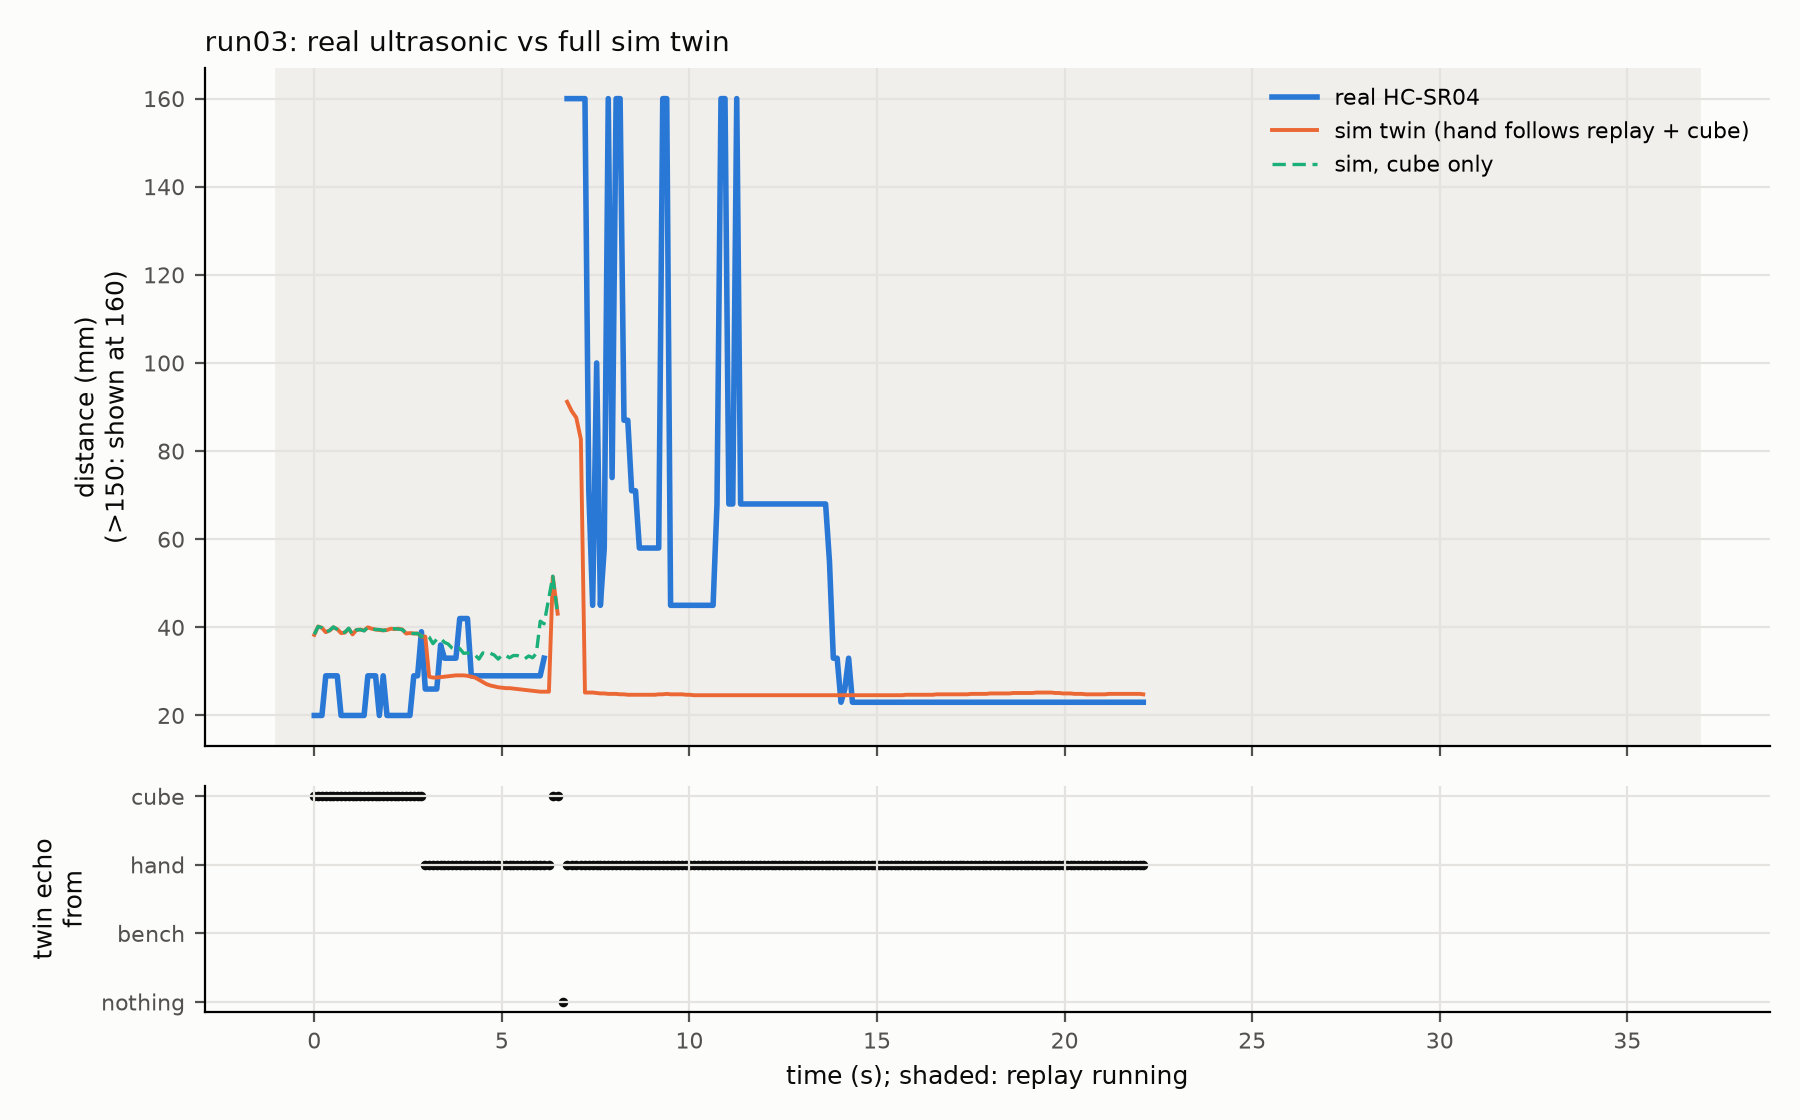 run03: real ultrasonic vs full sim twin
real HC-SR04
sim twin (hand follows replay + cube)
sim, cube only
distance (mm)
(>150: shown at 160)
160
140
120
100
80
60
40
20
twin echo
from
cube
hand
bench
nothing
0 5 10 15 20 25 30 35
time (s); shaded: replay running